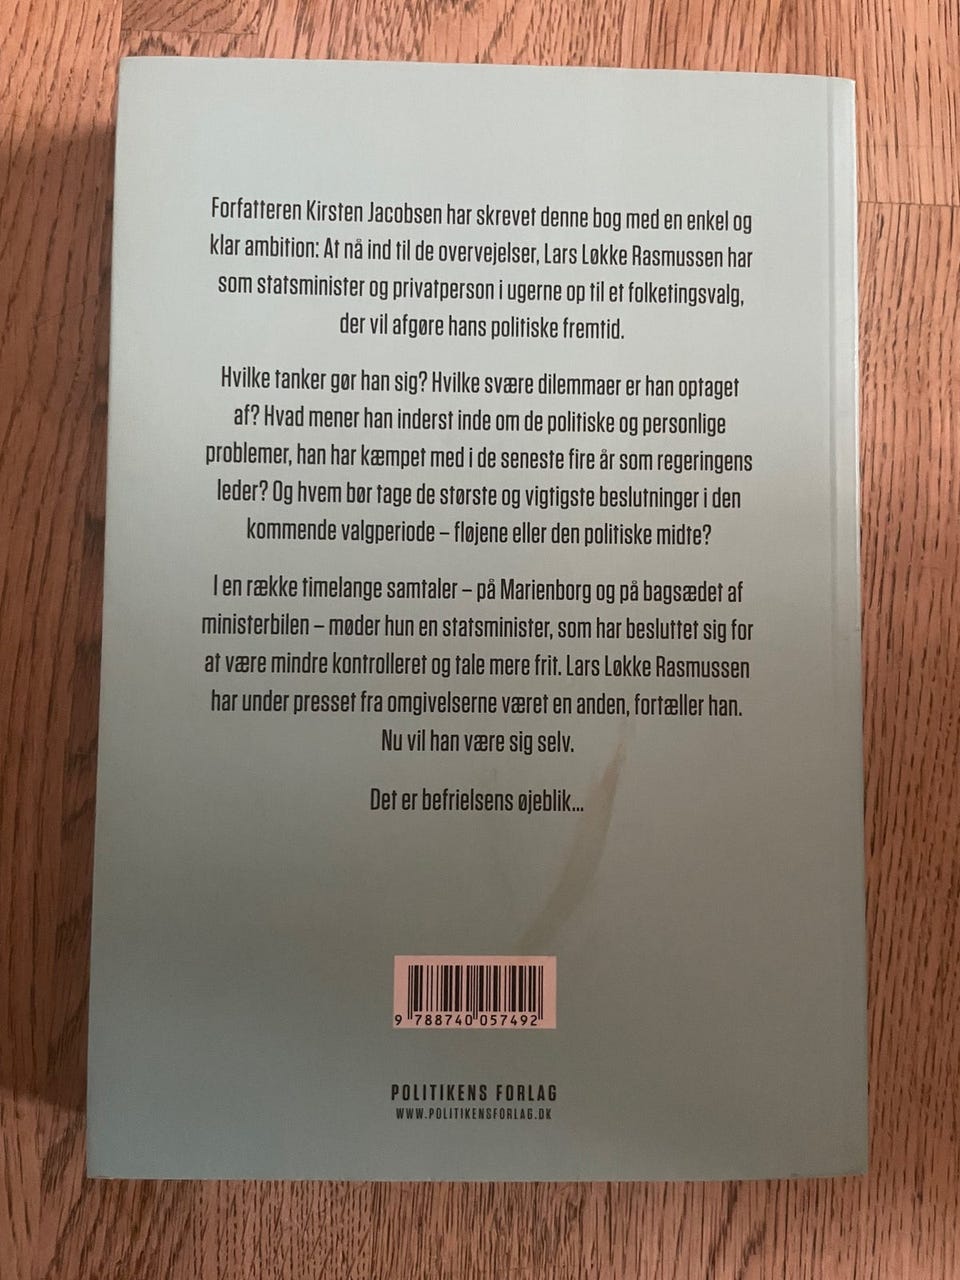 Forfatteren Kirsten Jacobsen har skrevet denne bog med en enkel og
klar ambition: At nå ind til de overvejelser, Lars Løkke Rasmussen har
som statsminister og privatperson i ugerne op til et folketingsvalg,
der vil afgøre hans politiske fremtid.
Hvilke tanker gør han sig? Hvilke svære dilemmaer er han optaget
af? Hvad mener han inderst inde om de politiske og personlige
problemer, han har kæmpet med i de seneste fire år som regeringens
leder? Og hvem bør tage de største og vigtigste beslutninger i den
kommende valgperiode – fløjene eller den politiske midte?
I en række timelange samtaler – på Marienborg og på bagsædet af
ministerbilen – møder hun en statsminister, som har besluttet sig for
at være mindre kontrolleret og tale mere frit. Lars Løkke Rasmussen
har under presset fra omgivelserne været en anden, fortæller han.
Nu vil han være sig selv.
Det er befrielsens øjeblik...
9 788740 057492
POLITIKENS FORLAG
WWW.POLITIKENSFORLAG.DK